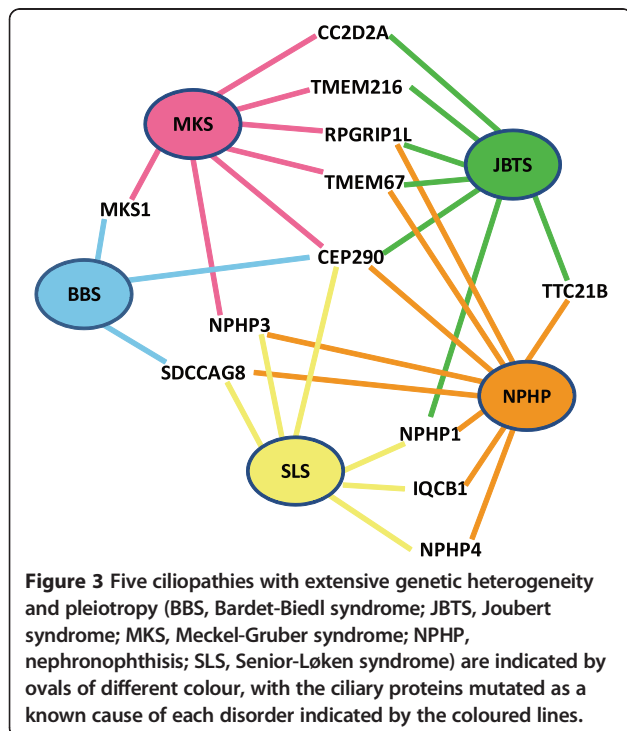 CC2D2A
TMEM216
MKS
RPGRIP1L
JBTS
TMEM67
MKS1
CEP290
BBS
TTC21B
NPHP3
SDCCAG8
NPHP
NPHP1
SLS
IQCB1
NPHP4
Figure 3 Five ciliopathies with extensive genetic heterogeneity
and pleiotropy (BBS, Bardet-Biedl syndrome; JBTS, Joubert
syndrome; MKS, Meckel-Gruber syndrome; NPHP,
nephronophthisis; SLS, Senior-Løken syndrome) are indicated by
ovals of different colour, with the ciliary proteins mutated as a
known cause of each disorder indicated by the coloured lines.